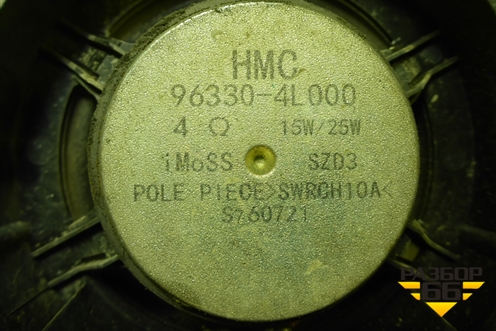 HMC
96330-4L000
4 Ω 15W/25W
iMoSS SZD3
POLE PIECE>SWRCH10A<
S760721
РАЗБОР
66